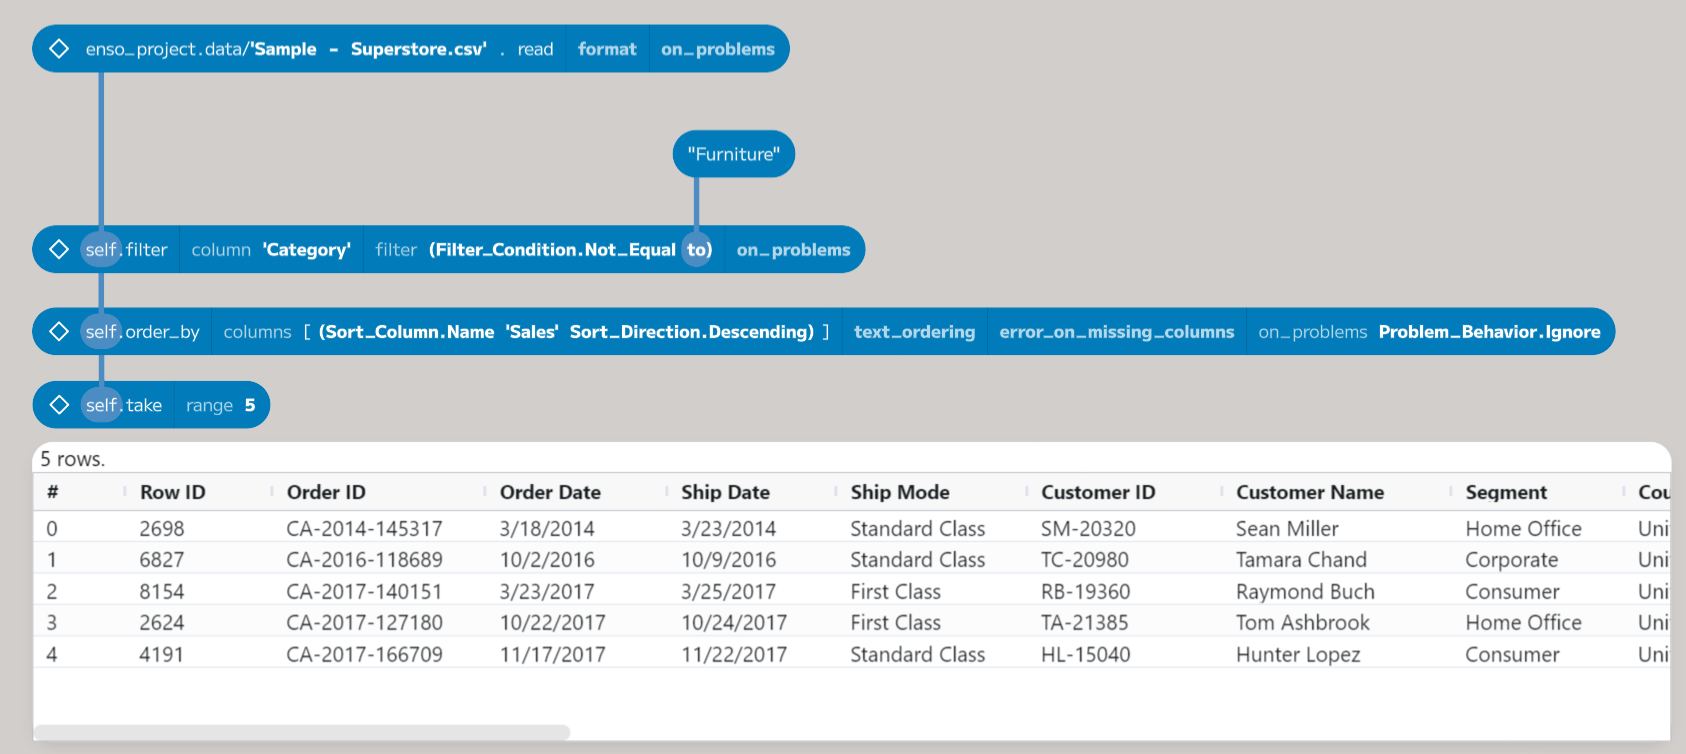 enso_project.data/'Sample - Superstore.csv' . read format on_problems
"Furniture"
self.filter column 'Category' filter (Filter_Condition.Not_Equal to) on_problems
self.order_by columns [ (Sort_Column.Name 'Sales' Sort_Direction.Descending) ] text_ordering error_on_missing_columns on_problems Problem_Behavior.Ignore
self.take range 5
5 rows.
# Row ID Order ID Order Date Ship Date Ship Mode Customer ID Customer Name Segment Cou
0 2698 CA-2014-145317 3/18/2014 3/23/2014 Standard Class SM-20320 Sean Miller Home Office Uni
1 6827 CA-2016-118689 10/2/2016 10/9/2016 Standard Class TC-20980 Tamara Chand Corporate Uni
2 8154 CA-2017-140151 3/23/2017 3/25/2017 First Class RB-19360 Raymond Buch Consumer Uni
3 2624 CA-2017-127180 10/22/2017 10/24/2017 First Class TA-21385 Tom Ashbrook Home Office Uni
4 4191 CA-2017-166709 11/17/2017 11/22/2017 Standard Class HL-15040 Hunter Lopez Consumer Uni